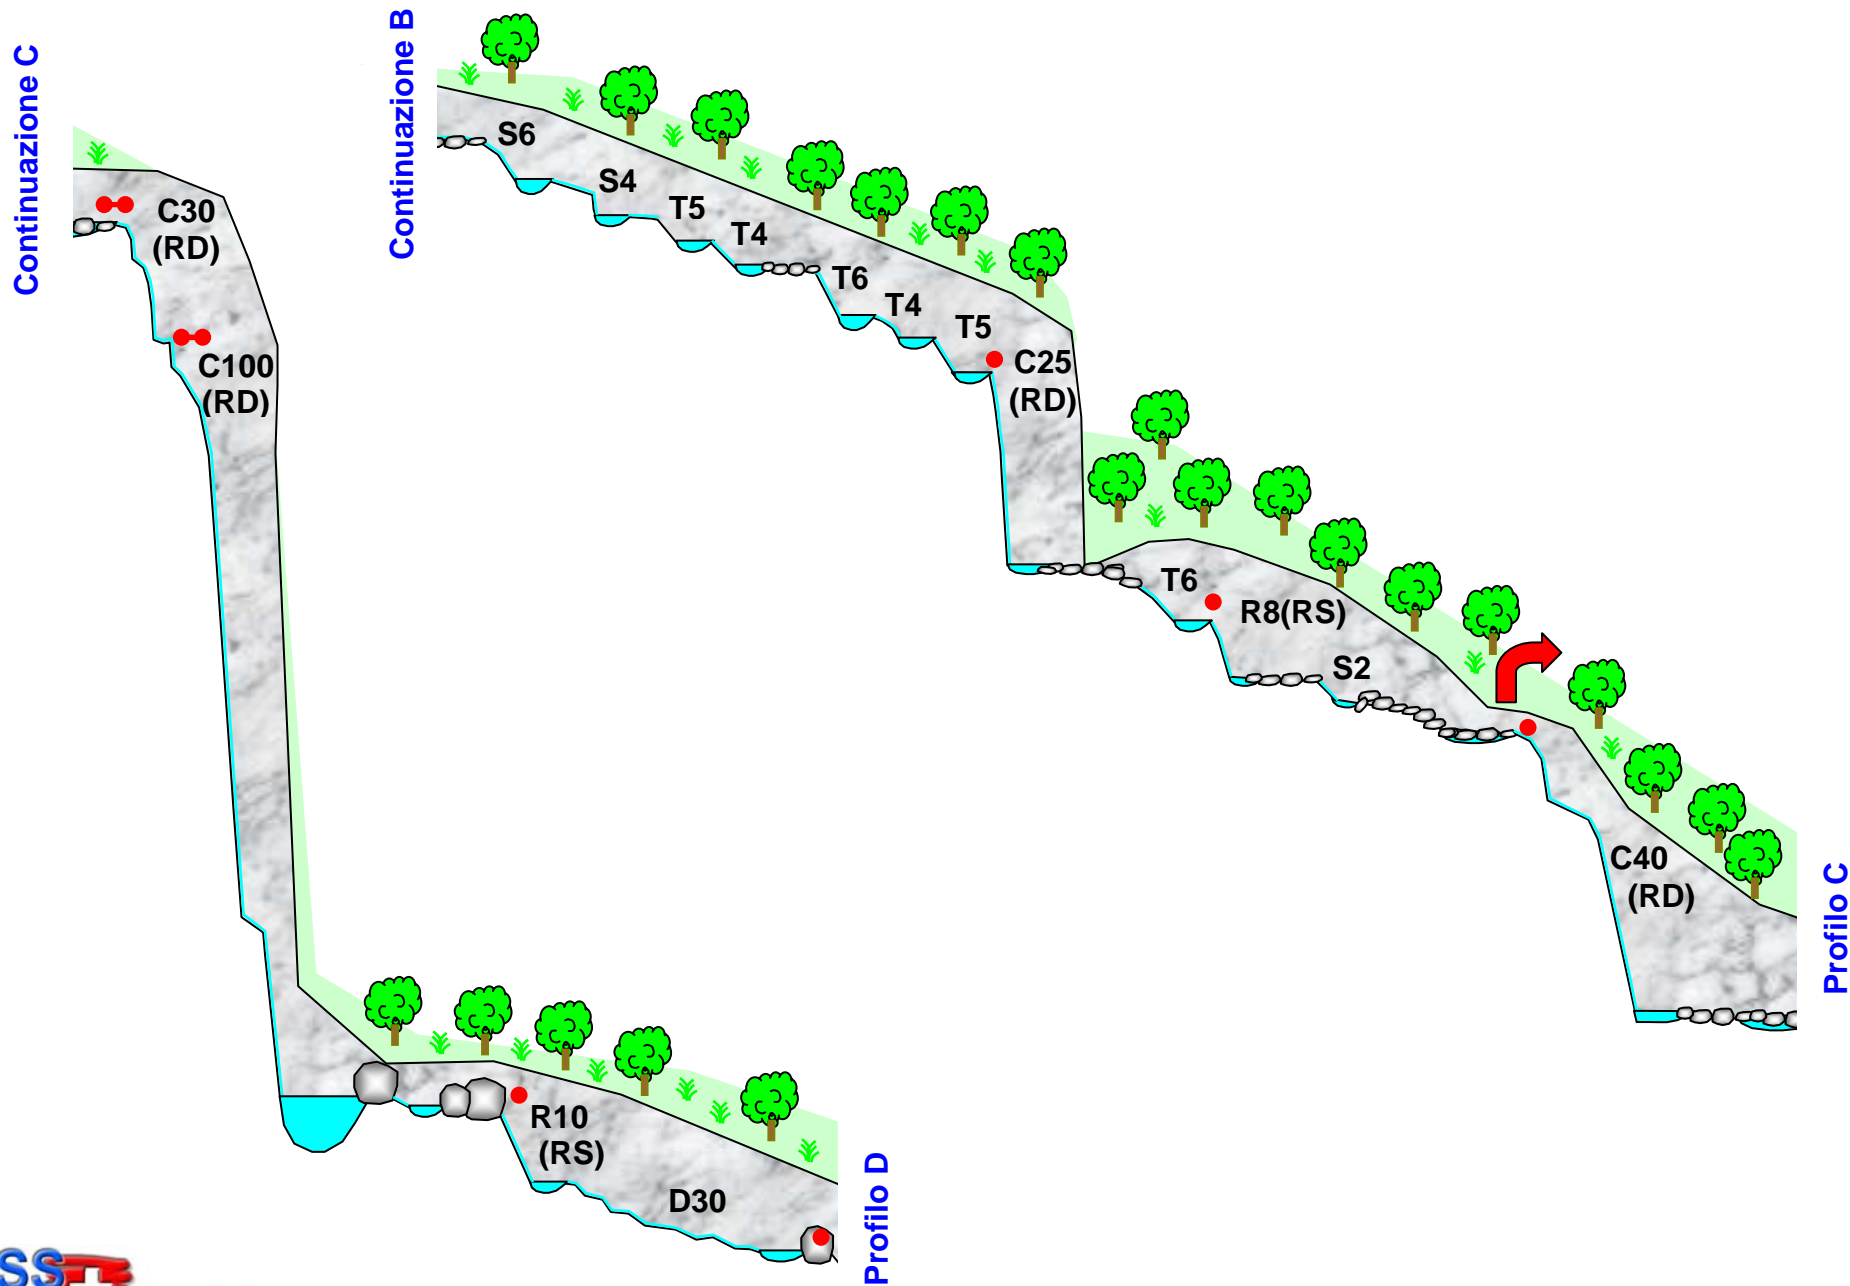 Continuazione C
C30
(RD)
C100
(RD)
R10
(RS)
D30
Profilo D
Continuazione B
S6
S4
T5
T4
T6
T4
T5
C25
(RD)
T6
R8(RS)
S2
C40
(RD)
Profilo C
SS